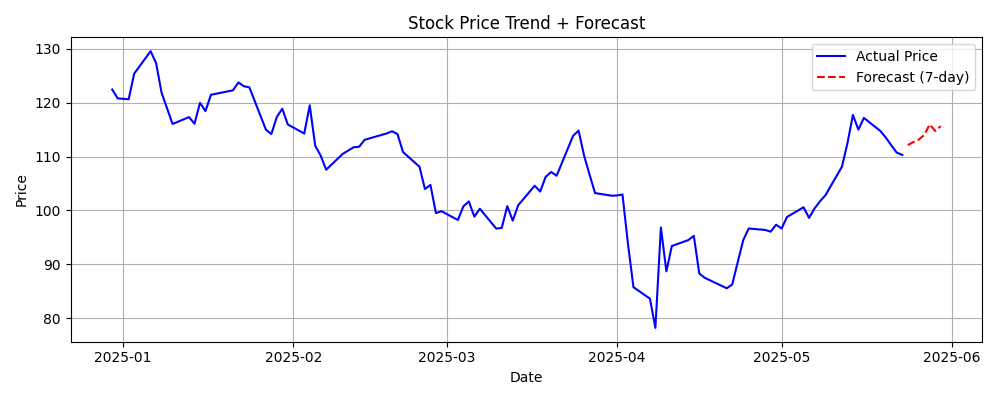 Stock Price Trend + Forecast
Actual Price
Forecast (7-day)
130
120
110
100
90
80
Price
2025-01
2025-02
2025-03
2025-04
2025-05
2025-06
Date